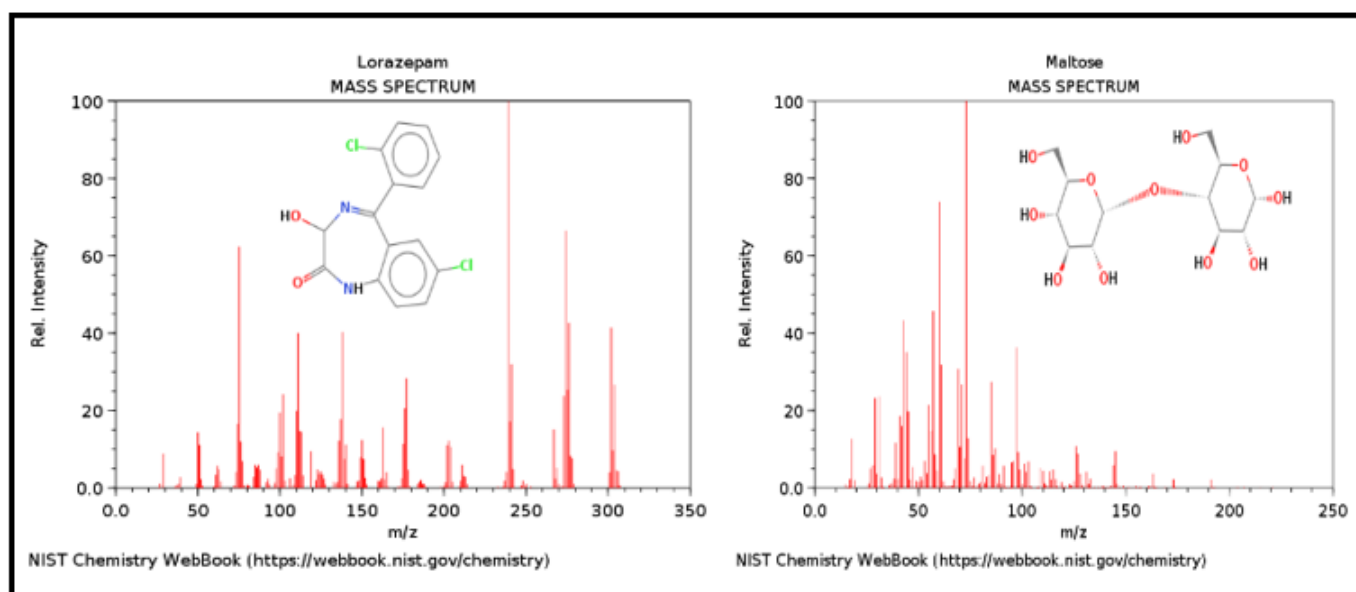 Lorazepam
MASS SPECTRUM
100
80
60
40
20
0.0
Rel. Intensity
Cl
HO
N
O
NH
Cl
0.0
50
100
150
200
250
300
350
m/z
NIST Chemistry WebBook (https://webbook.nist.gov/chemistry)
Maltose
MASS SPECTRUM
100
80
60
40
20
0.0
Rel. Intensity
HO
HO
O
O
O
OH
HO
HO
OH
HO
OH
0.0
50
100
150
200
250
m/z
NIST Chemistry WebBook (https://webbook.nist.gov/chemistry)